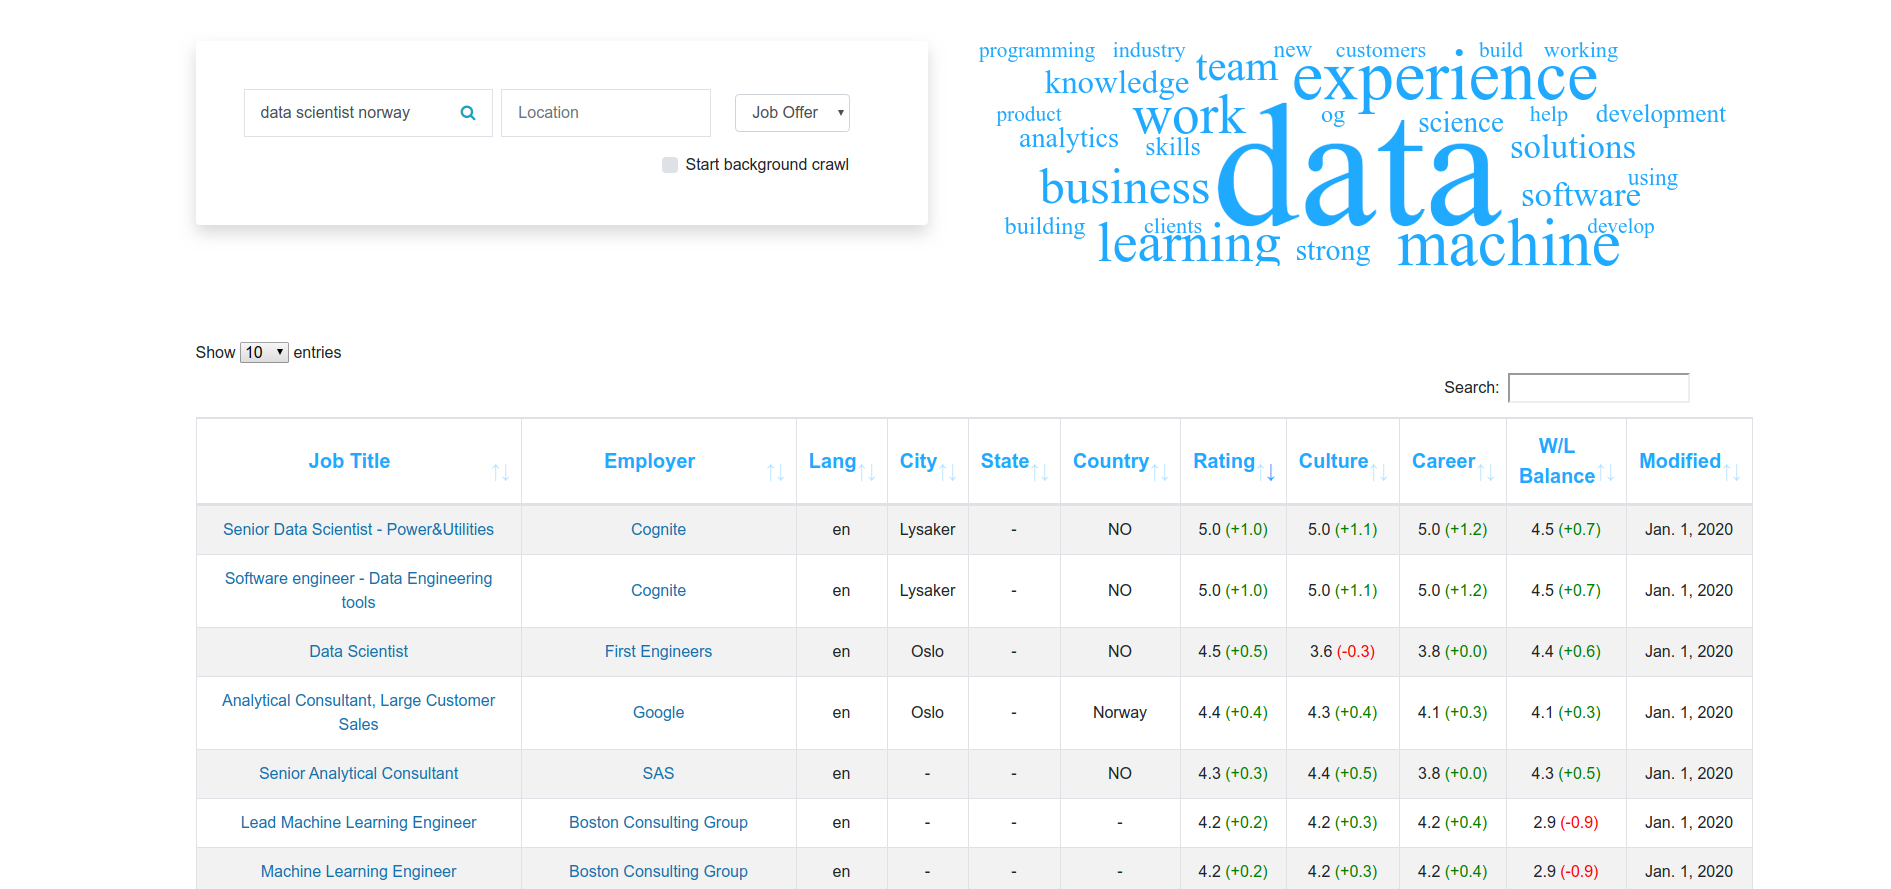 data scientist norway
Location
Job Offer
Start background crawl
programming industry new customers build working
knowledge team experience
product work og science help development
analytics skills data solutions
business software using
building clients learning strong machine develop
Show 10 entries
Search:
Job Title Employer Lang City State Country Rating Culture Career W/L Balance Modified
Senior Data Scientist - Power&Utilities Cognite en Lysaker - NO 5.0 (+1.0) 5.0 (+1.1) 5.0 (+1.2) 4.5 (+0.7) Jan. 1, 2020
Software engineer - Data Engineering
tools Cognite en Lysaker - NO 5.0 (+1.0) 5.0 (+1.1) 5.0 (+1.2) 4.5 (+0.7) Jan. 1, 2020
Data Scientist First Engineers en Oslo - NO 4.5 (+0.5) 3.6 (-0.3) 3.8 (+0.0) 4.4 (+0.6) Jan. 1, 2020
Analytical Consultant, Large Customer
Sales Google en Oslo - Norway 4.4 (+0.4) 4.3 (+0.4) 4.1 (+0.3) 4.1 (+0.3) Jan. 1, 2020
Senior Analytical Consultant SAS en - - NO 4.3 (+0.3) 4.4 (+0.5) 3.8 (+0.0) 4.3 (+0.5) Jan. 1, 2020
Lead Machine Learning Engineer Boston Consulting Group en - - - 4.2 (+0.2) 4.2 (+0.3) 4.2 (+0.4) 2.9 (-0.9) Jan. 1, 2020
Machine Learning Engineer Boston Consulting Group en - - - 4.2 (+0.2) 4.2 (+0.3) 4.2 (+0.4) 2.9 (-0.9) Jan. 1, 2020